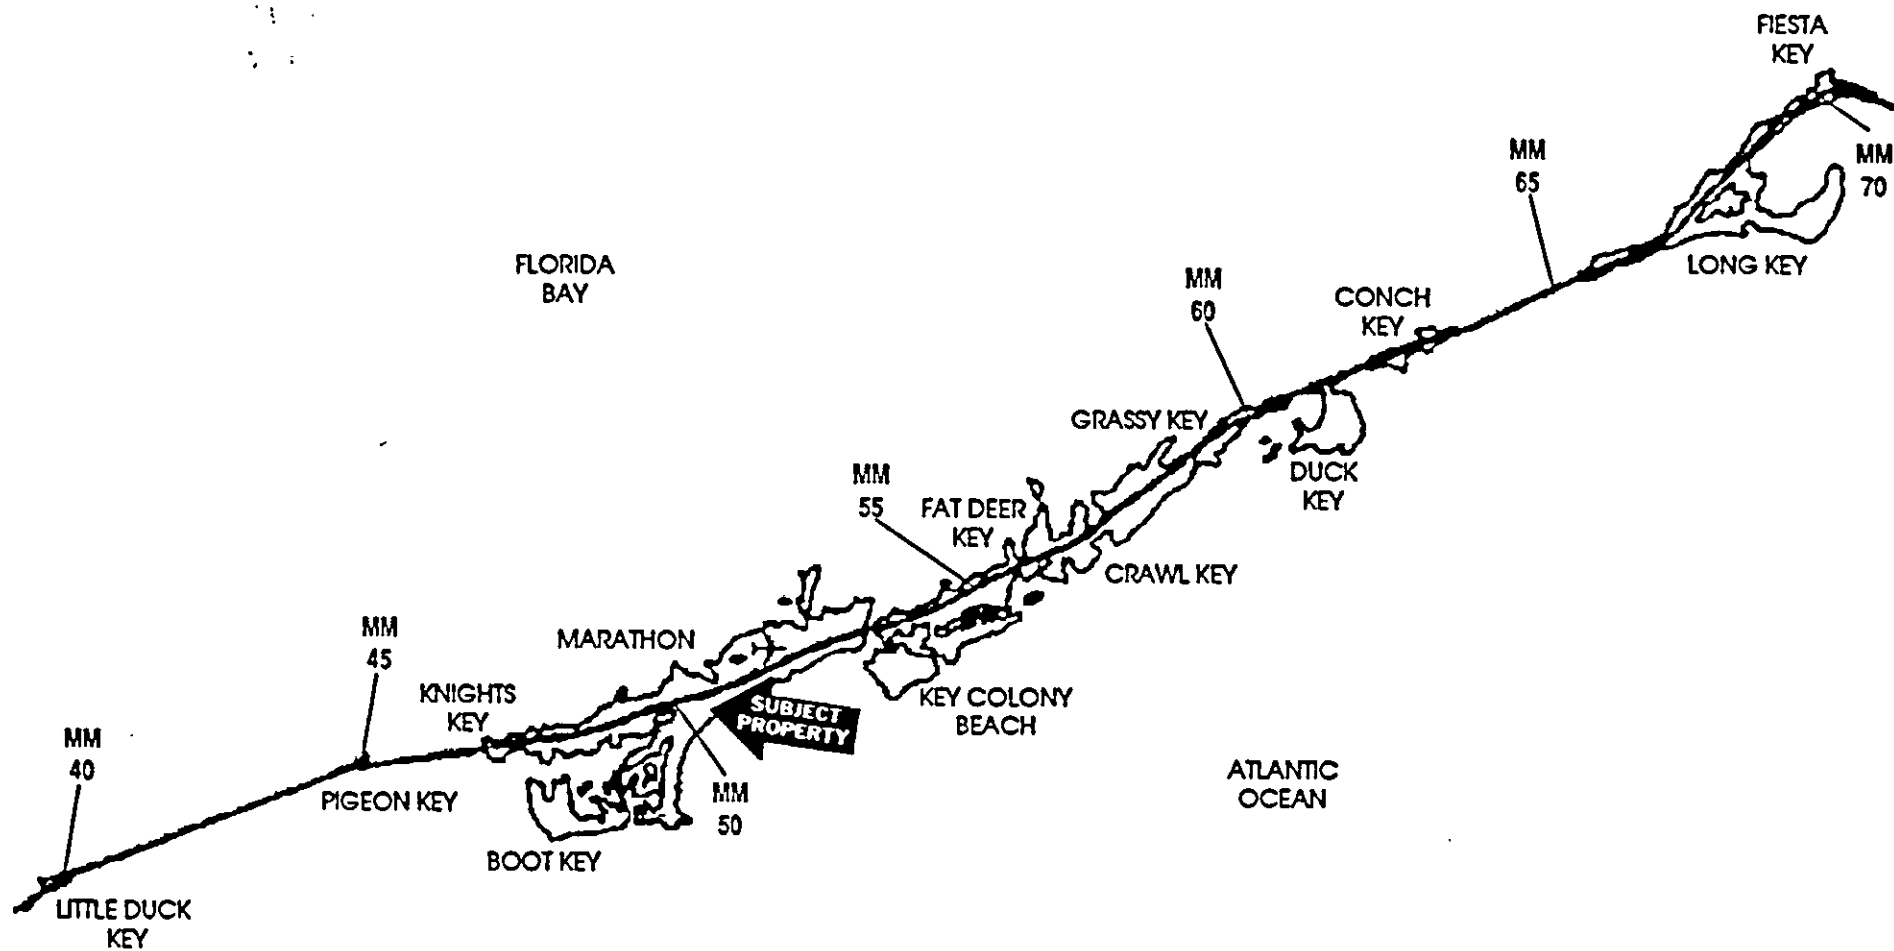 FIESTA
KEY
MM
70
MM
65
LONG KEY
FLORIDA
BAY
MM
60
CONCH
KEY
GRASSY KEY
DUCK
KEY
MM
55
FAT DEER
KEY
CRAWL KEY
MARATHON
MM
45
KNIGHTS
KEY
SUBJECT
PROPERTY
KEY COLONY
BEACH
MM
40
PIGEON KEY
MM
50
ATLANTIC
OCEAN
BOOT KEY
LITTLE DUCK
KEY